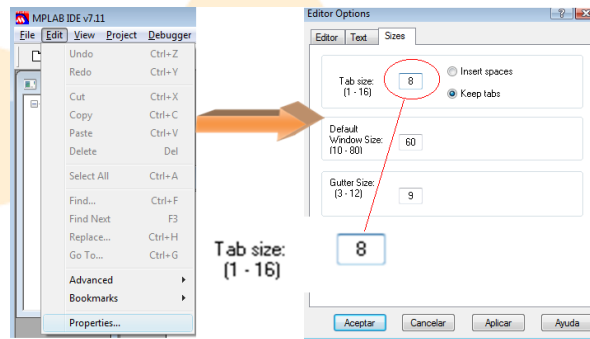 MPLAB IDE v7.11
File Edit View Project Debugger
Undo Ctrl+Z
Redo Ctrl+Y
Cut Ctrl+X
Copy Ctrl+C
Paste Ctrl+V
Delete Del
Select All Ctrl+A
Find... Ctrl+F
Find Next F3
Replace... Ctrl+H
Go To... Ctrl+G
Advanced
Bookmarks
Properties...
Tab size:
(1 - 16)
8
Editor Options
Editor Text Sizes
Tab size:
(1 - 16)
8
Insert spaces
Keep tabs
Default
Window Size:
(10 - 80)
60
Gutter Size:
(3 - 12)
9
Aceptar Cancelar Aplicar Ayuda